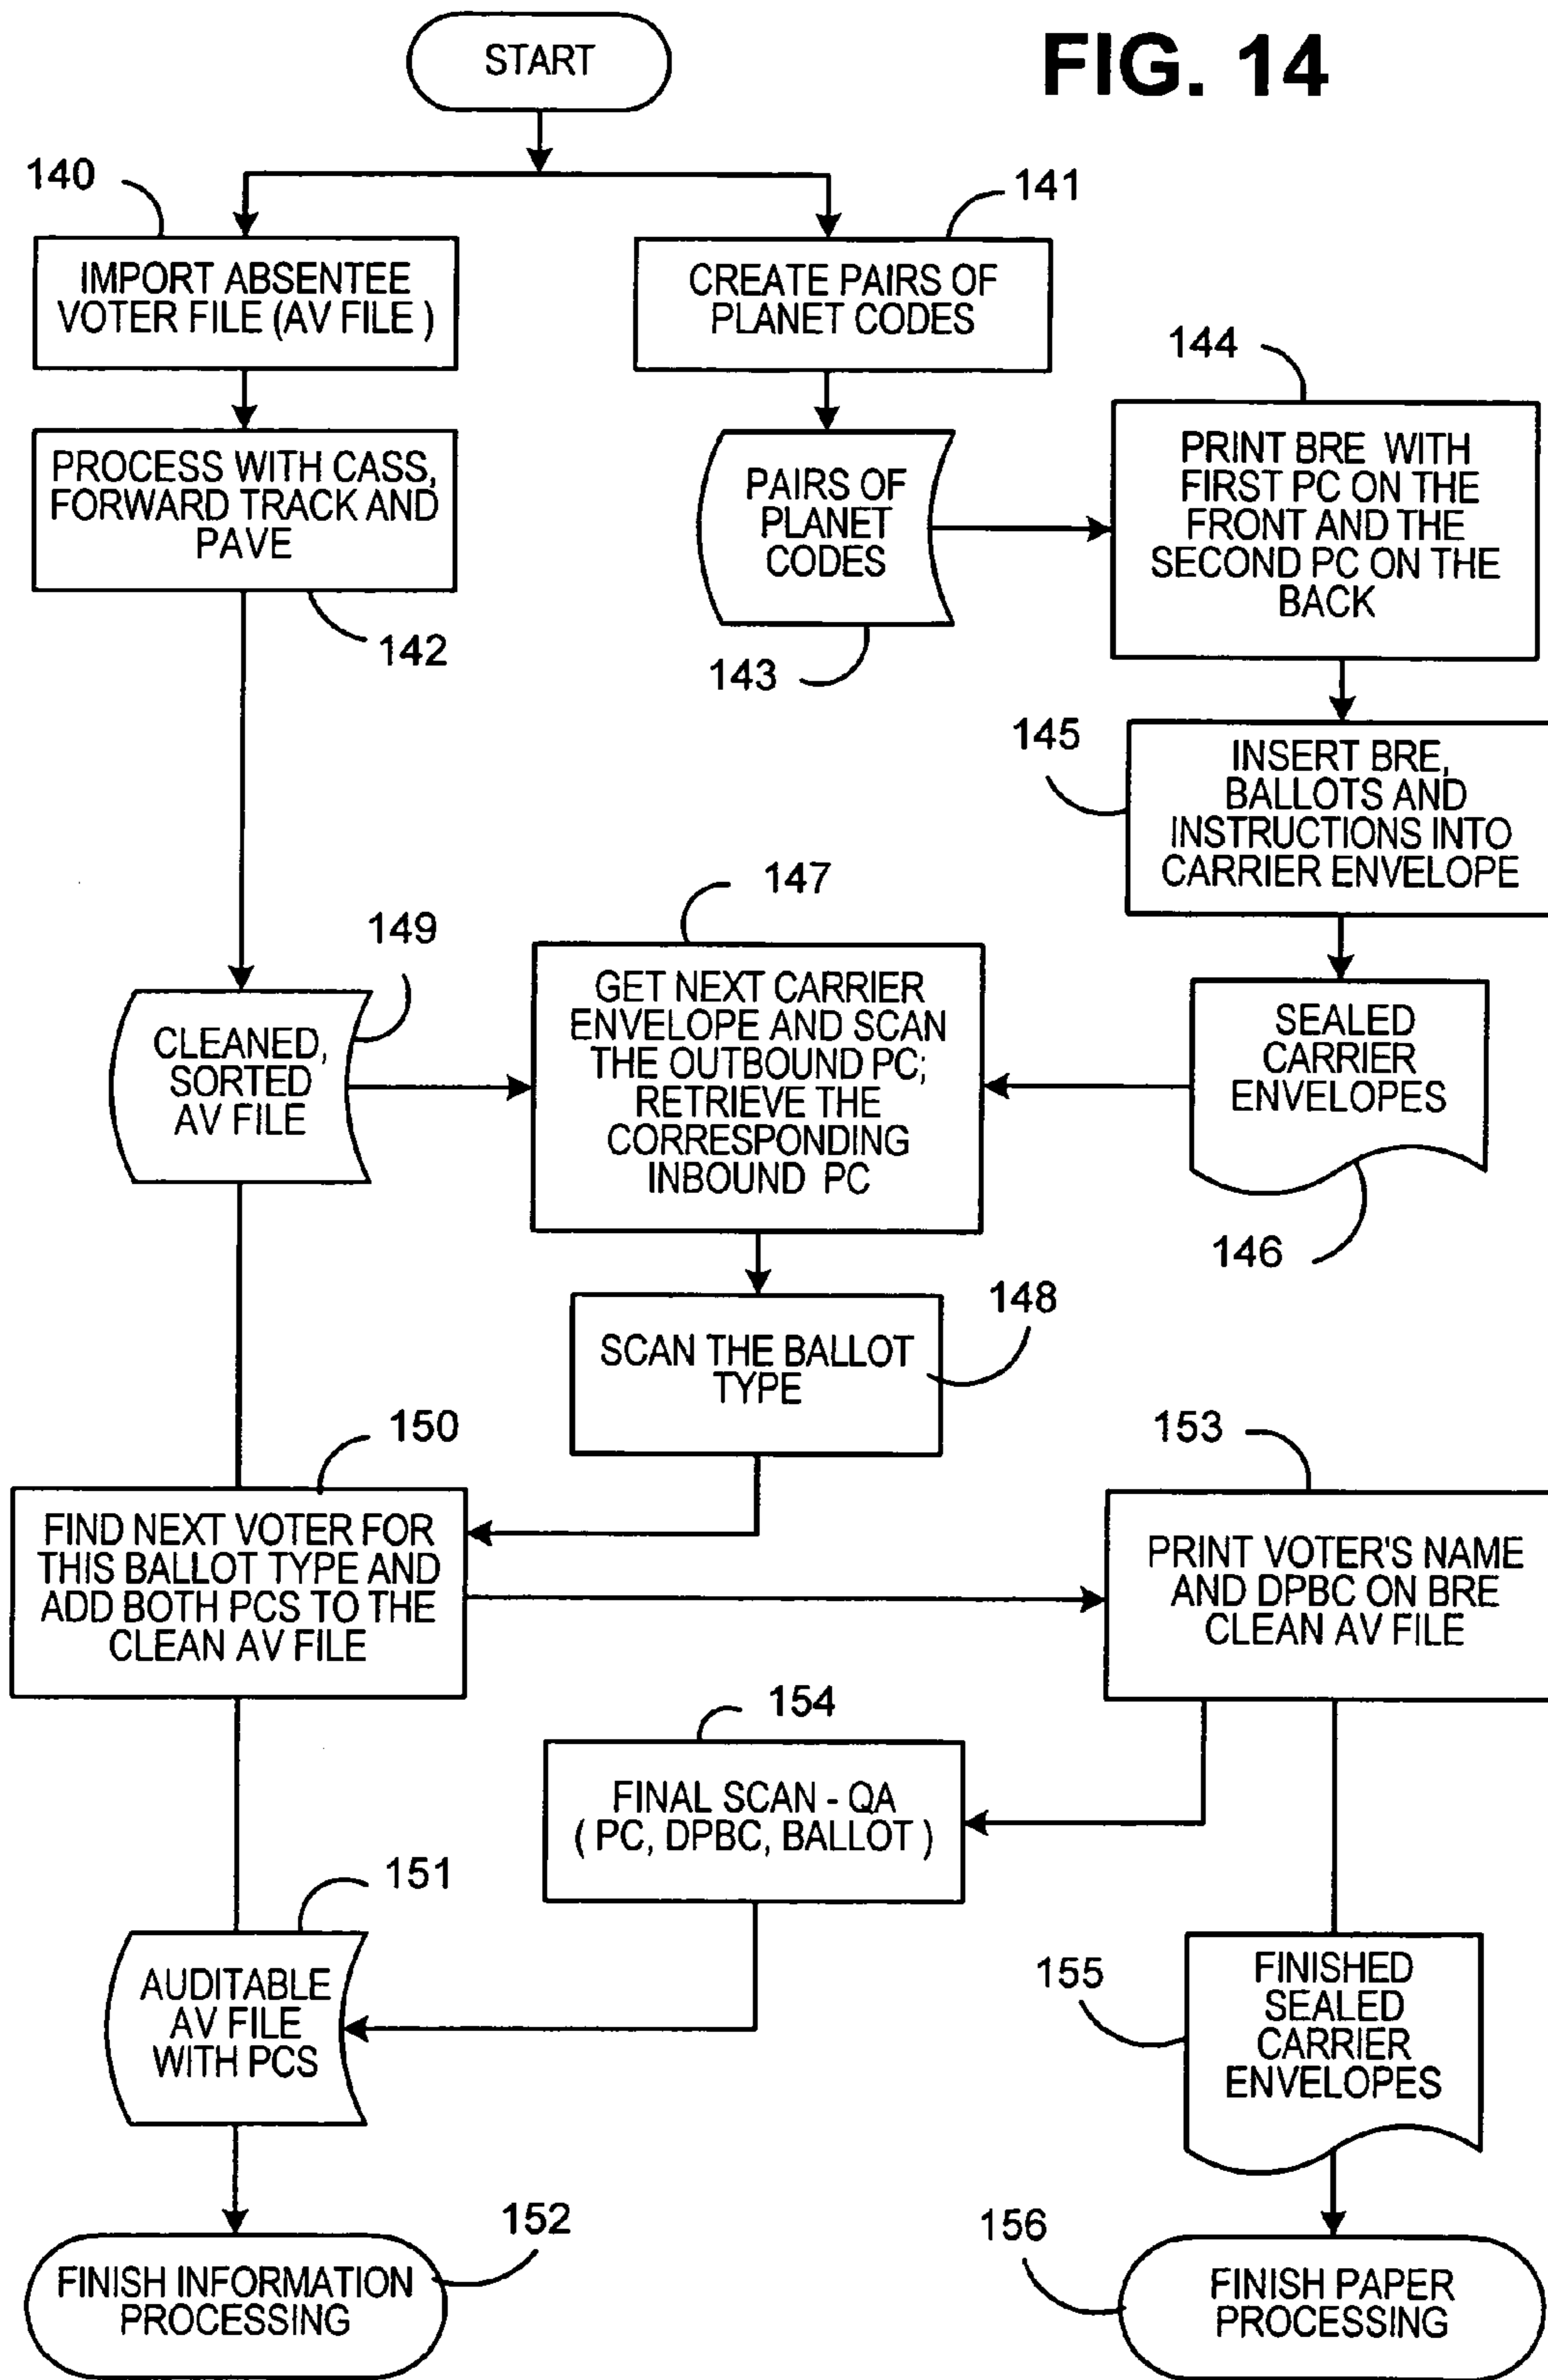 START
FIG. 14
140
141
IMPORT ABSENTEE
VOTER FILE (AV FILE )
CREATE PAIRS OF
PLANET CODES
144
PROCESS WITH CASS,
FORWARD TRACK AND
PAVE
142
PAIRS OF
PLANET
CODES
143
PRINT BRE WITH
FIRST PC ON THE
FRONT AND THE
SECOND PC ON THE
BACK
145
INSERT BRE,
BALLOTS AND
INSTRUCTIONS INTO
CARRIER ENVELOPE
147
149
CLEANED,
SORTED
AV FILE
GET NEXT CARRIER
ENVELOPE AND SCAN
THE OUTBOUND PC;
RETRIEVE THE
CORRESPONDING
INBOUND PC
SEALED
CARRIER
ENVELOPES
146
148
SCAN THE BALLOT
TYPE
150
153
FIND NEXT VOTER FOR
THIS BALLOT TYPE AND
ADD BOTH PCS TO THE
CLEAN AV FILE
PRINT VOTER'S NAME
AND DPBC ON BRE
CLEAN AV FILE
154
FINAL SCAN - QA
( PC, DPBC, BALLOT )
151
AUDITABLE
AV FILE
WITH PCS
155
FINISHED
SEALED
CARRIER
ENVELOPES
152
156
FINISH INFORMATION
PROCESSING
FINISH PAPER
PROCESSING